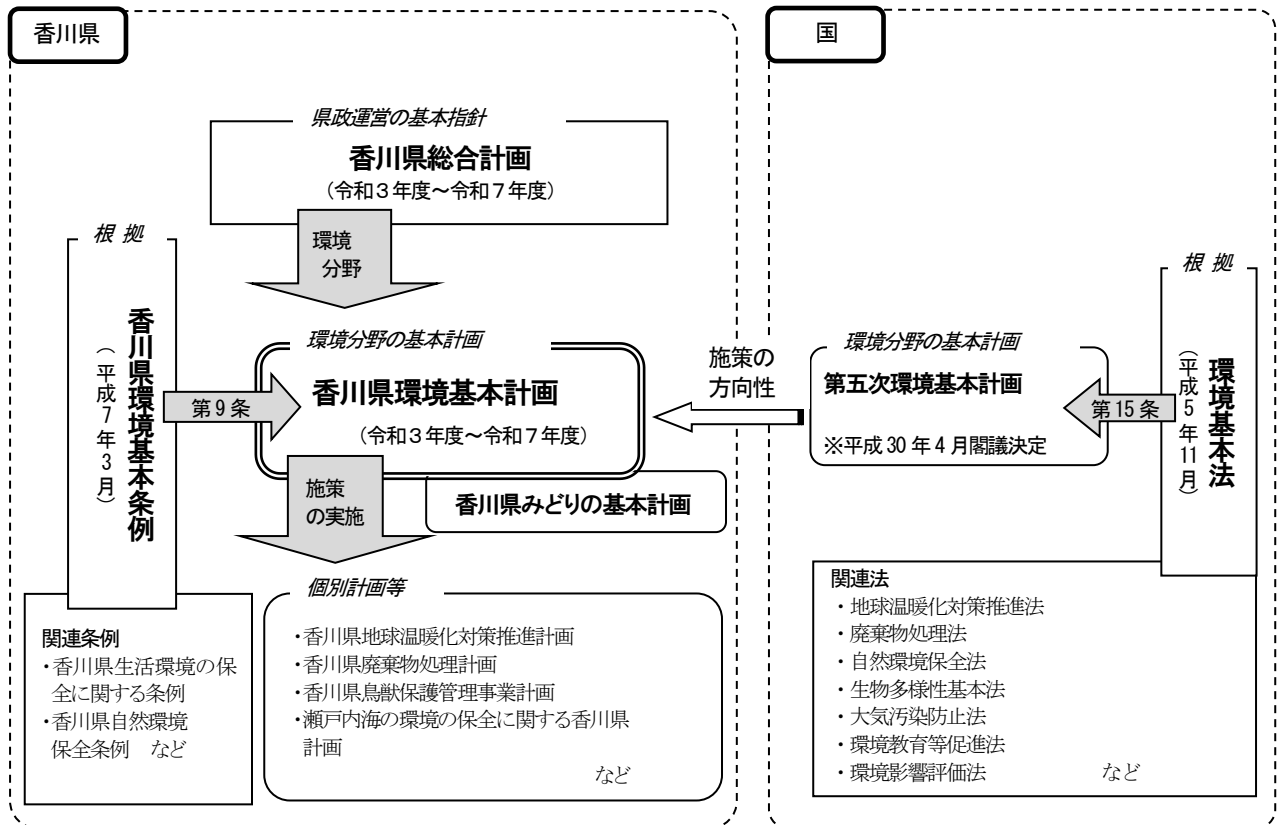 香川県
県政運営の基本指針
香川県総合計画
（令和３年度～令和７年度）
環境
分野
根 拠
香川県環境基本条例
（平成７年３月）
第９条
環境分野の基本計画
香川県環境基本計画
（令和３年度～令和７年度）
香川県みどりの基本計画
施策
の実施
関連条例
・香川県生活環境の保
全に関する条例
・香川県自然環境
保全条例　など
個別計画等
・香川県地球温暖化対策推進計画
・香川県廃棄物処理計画
・香川県鳥獣保護管理事業計画
・瀬戸内海の環境の保全に関する香川県
計画
など
施策の
方向性
国
環境分野の基本計画
第五次環境基本計画
※平成 30 年４月閣議決定
第 15 条
根 拠
環境基本法
（平成５年 11 月）
関連法
・地球温暖化対策推進法
・廃棄物処理法
・自然環境保全法
・生物多様性基本法
・大気汚染防止法
・環境教育等促進法
・環境影響評価法　など